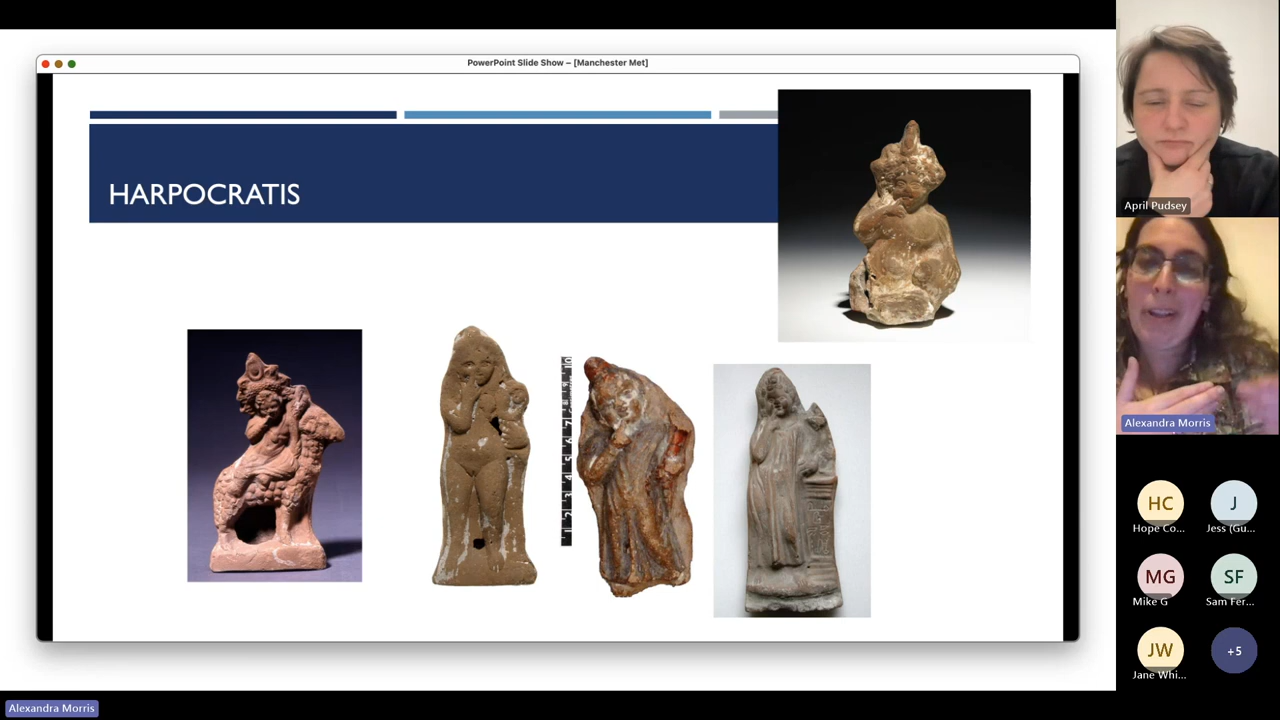 PowerPoint Slide Show – [Manchester Met]
HARPOCRATIS
April Pudsey
Alexandra Morris
HC
J
Hope Co...
Jess (Gu...
MG
SF
Mike G
Sam Fer...
JW
+5
Jane Whi...
Alexandra Morris